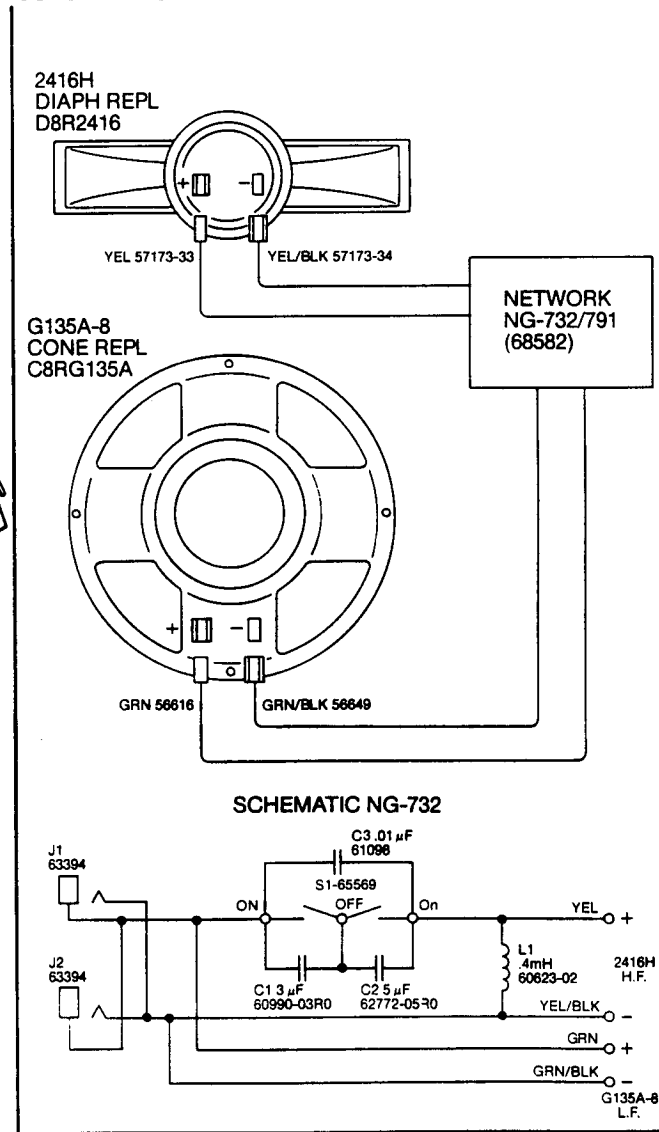 2416H
DIAPH REPL
D8R2416
+ −
YEL 57173-33
YEL/BLK 57173-34
NETWORK
NG-732/791
(68582)
G135A-8
CONE REPL
C8RG135A
+ −
GRN 56616
GRN/BLK 56649
SCHEMATIC NG-732
C3 .01 µF
61096
J1
63394
S1-65569
ON
OFF
On
YEL
+
L1
.4mH
60623-02
2416H
H.F.
J2
63394
C1 3 µF
60990-03R0
C2 5 µF
62772-05R0
YEL/BLK
−
GRN
+
GRN/BLK
−
G135A-8
L.F.